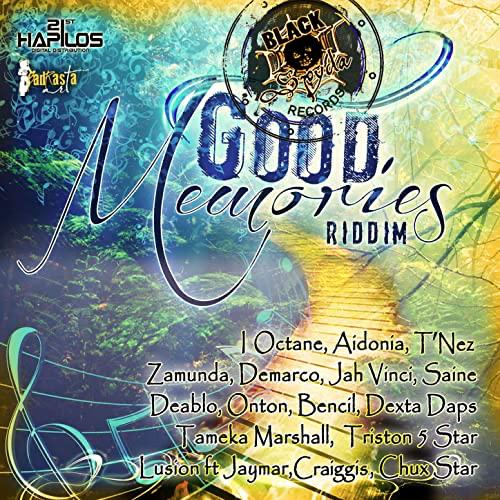 21ST
HAPILOS
DIGITAL DISTRIBUTION
BLACK
RECORDS
GOOD
Memories
RIDDIM
I Octane, Aidonia, T'Nez
Zamunda, Demarco, Jah Vinci, Saine
Deablo, Onton, Bencil, Dexta Daps
Tameka Marshall, Triston 5 Star
Lusion ft Jaymar,Craiggis, Chux Star